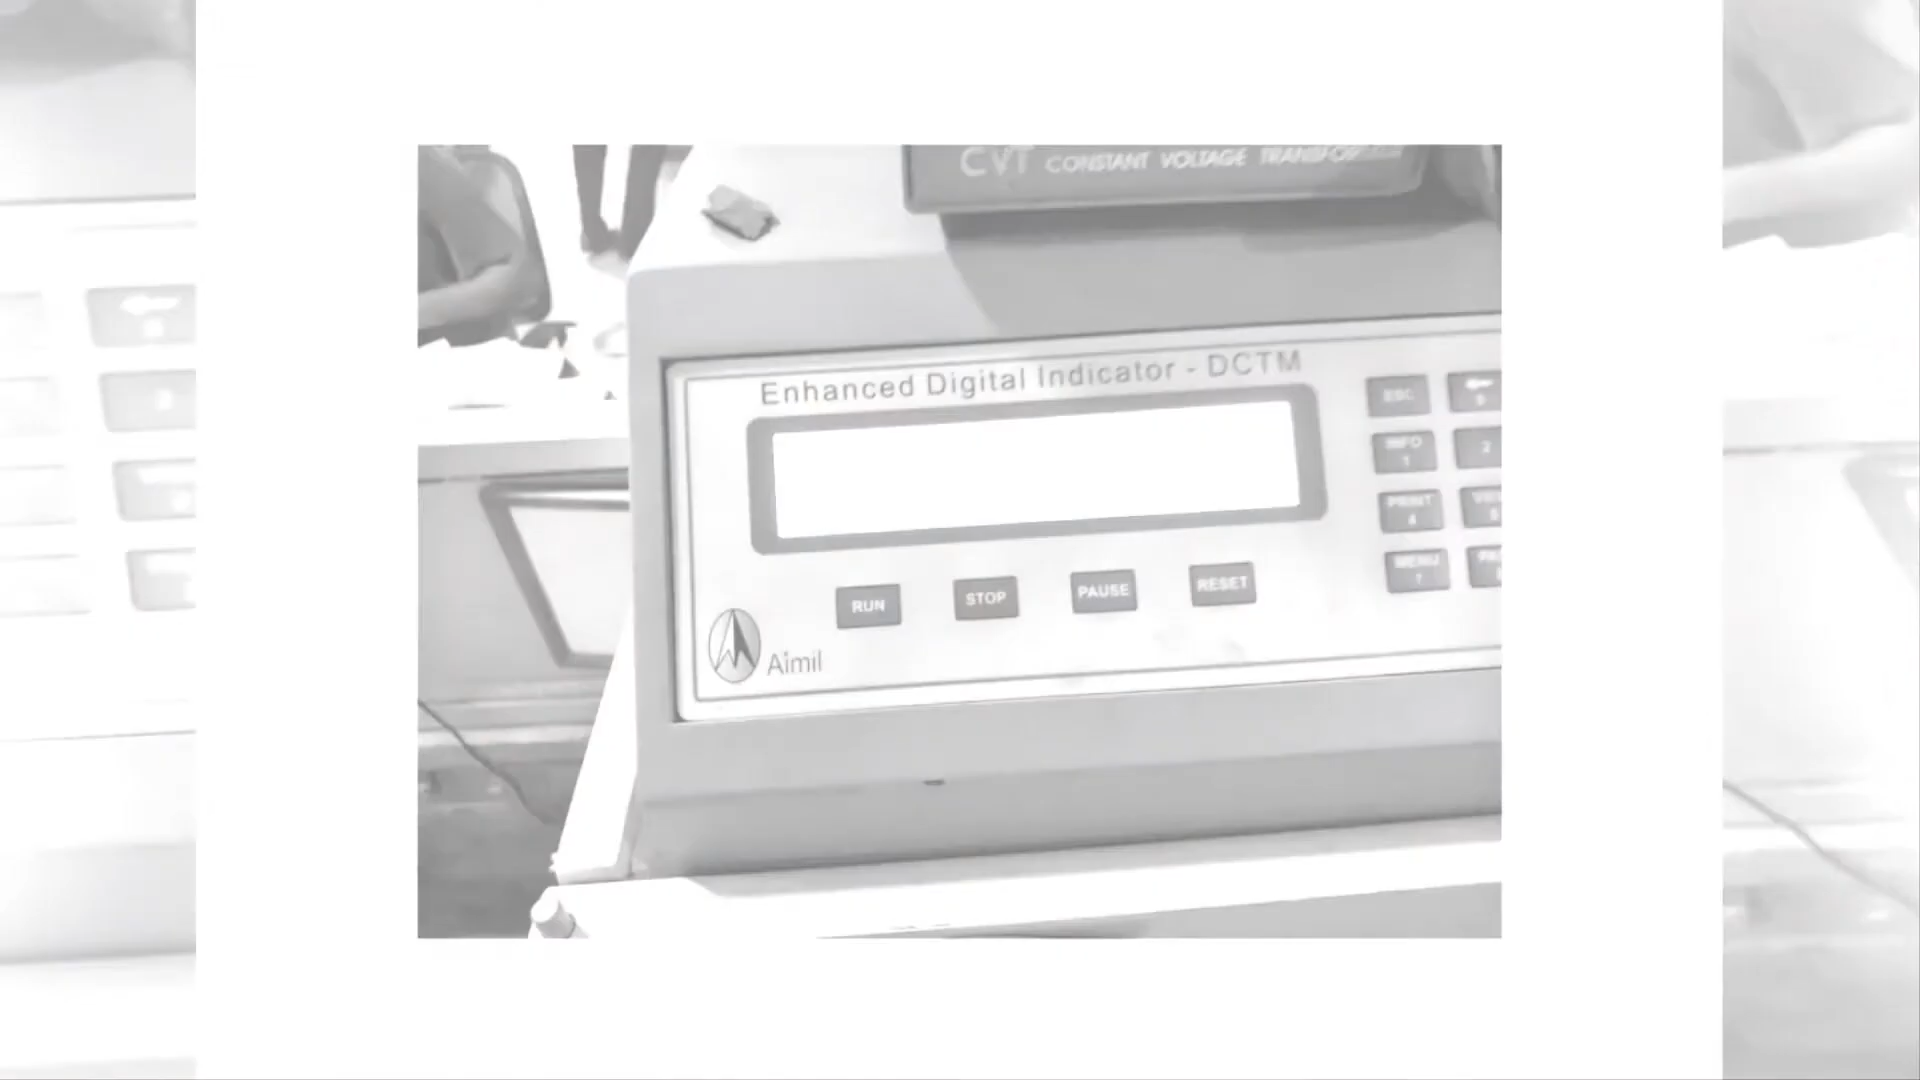 CVT CONSTANT VOLTAGE TRANSFORMER
Enhanced Digital Indicator - DCTM
ESC
INFO
1
2
PRINT
4
MENU
7
RUN
STOP
PAUSE
RESET
Aimil